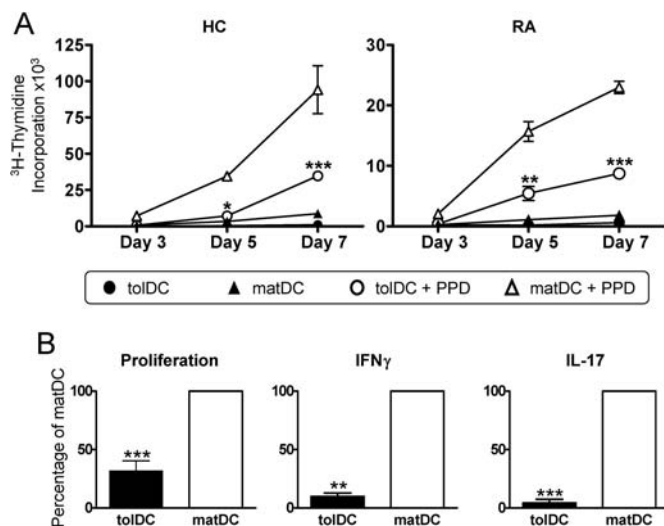 A
HC
RA
³H-Thymidine
Incorporation x10³
125
100
75
50
25
0
Day 3
Day 5
Day 7
*
***
30
20
10
0
Day 3
Day 5
Day 7
**
***
tolDC
matDC
tolDC + PPD
matDC + PPD
B
Percentage of matDC
Proliferation
100
50
0
***
tolDC
matDC
IFNγ
100
50
0
**
tolDC
matDC
IL-17
100
50
0
***
tolDC
matDC